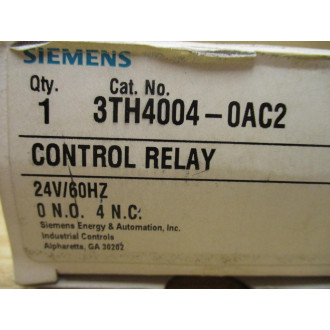 SIEMENS
Qty. Cat. No.
1 3TH4004-0AC2
CONTROL RELAY
24V/60HZ
0 N.O. 4 N.C.
Siemens Energy & Automation, Inc.
Industrial Controls
Alpharetta, GA 30202